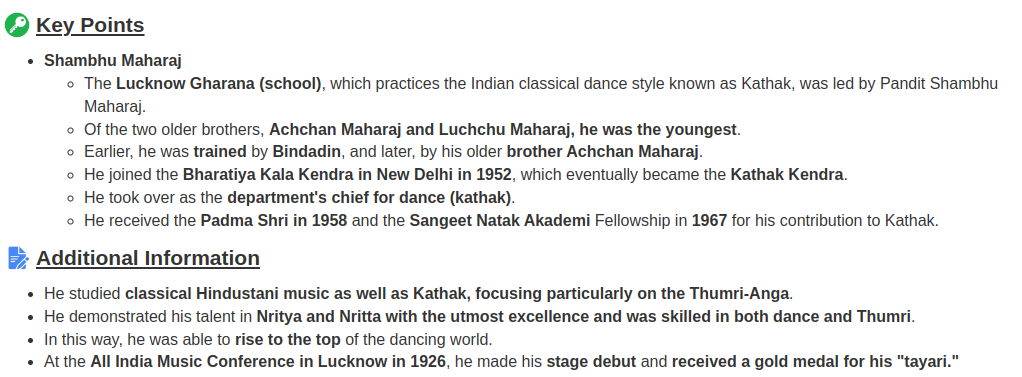 Key Points
Shambhu Maharaj
The Lucknow Gharana (school), which practices the Indian classical dance style known as Kathak, was led by Pandit Shambhu
Maharaj.
Of the two older brothers, Achchan Maharaj and Luchchu Maharaj, he was the youngest.
Earlier, he was trained by Bindadin, and later, by his older brother Achchan Maharaj.
He joined the Bharatiya Kala Kendra in New Delhi in 1952, which eventually became the Kathak Kendra.
He took over as the department's chief for dance (kathak).
He received the Padma Shri in 1958 and the Sangeet Natak Akademi Fellowship in 1967 for his contribution to Kathak.
Additional Information
He studied classical Hindustani music as well as Kathak, focusing particularly on the Thumri-Anga.
He demonstrated his talent in Nritya and Nritta with the utmost excellence and was skilled in both dance and Thumri.
In this way, he was able to rise to the top of the dancing world.
At the All India Music Conference in Lucknow in 1926, he made his stage debut and received a gold medal for his "tayari."